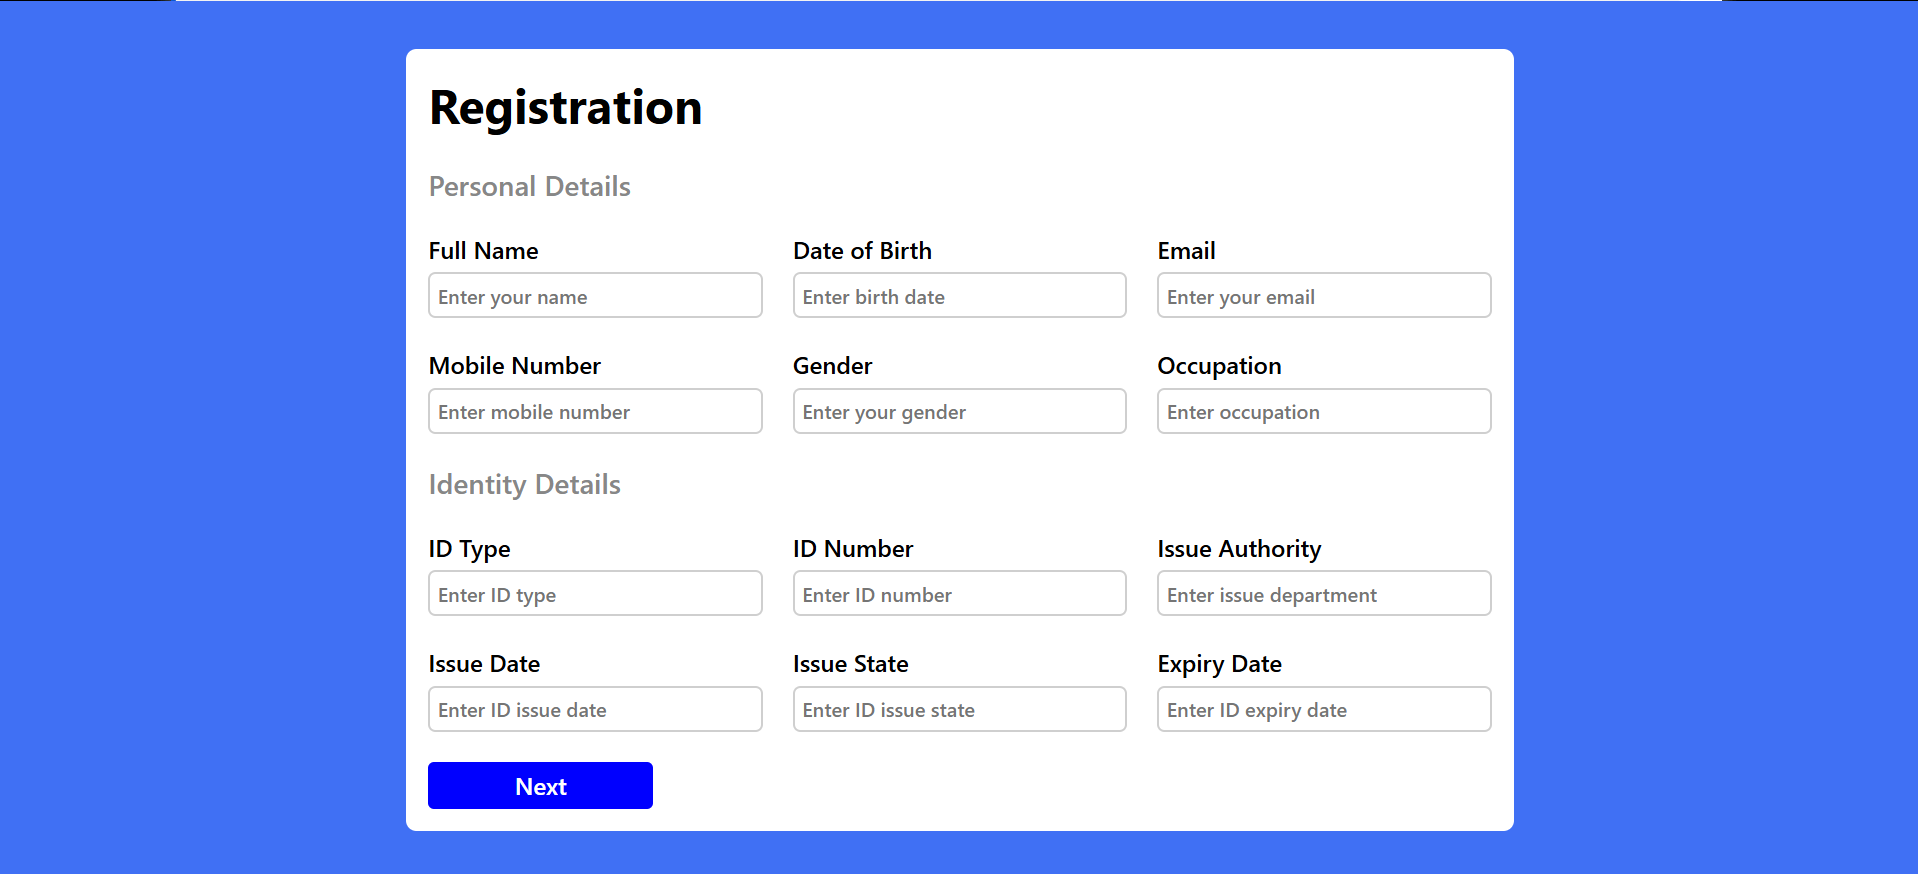 Registration
Personal Details
Full Name Date of Birth Email
Enter your name Enter birth date Enter your email
Mobile Number Gender Occupation
Enter mobile number Enter your gender Enter occupation
Identity Details
ID Type ID Number Issue Authority
Enter ID type Enter ID number Enter issue department
Issue Date Issue State Expiry Date
Enter ID issue date Enter ID issue state Enter ID expiry date
Next